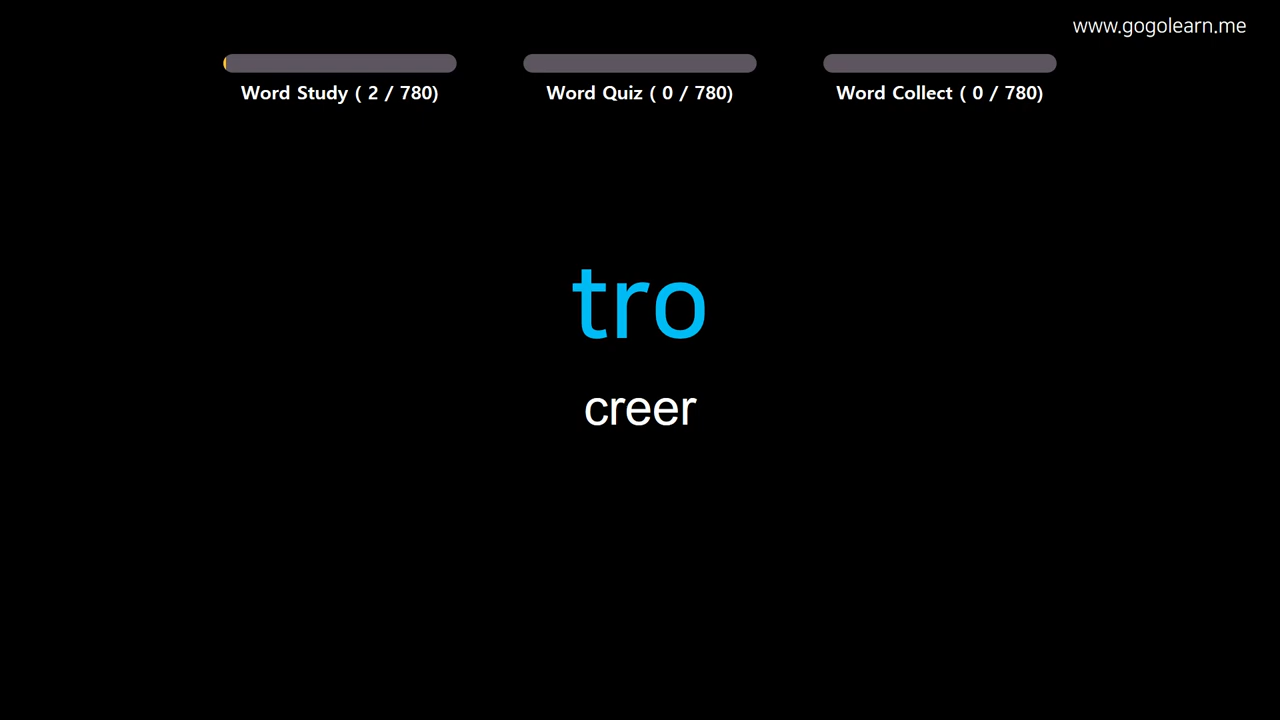 www.gogolearn.me
Word Study ( 2 / 780)
Word Quiz ( 0 / 780)
Word Collect ( 0 / 780)
tro
creer